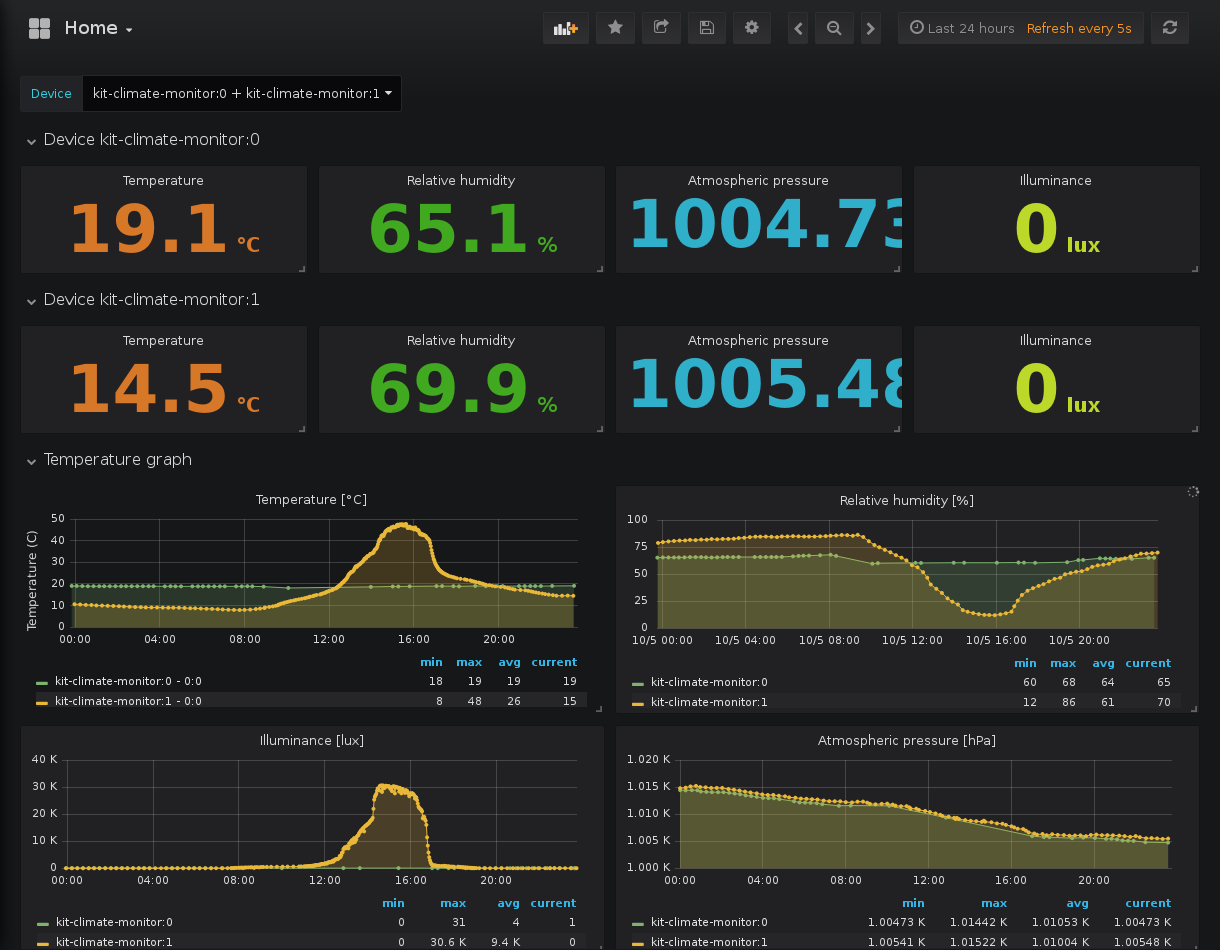 Home
Last 24 hours Refresh every 5s
Device kit-climate-monitor:0 + kit-climate-monitor:1
Device kit-climate-monitor:0
Temperature Relative humidity Atmospheric pressure Illuminance
19.1 °C 65.1 % 1004.73 0 lux
Device kit-climate-monitor:1
Temperature Relative humidity Atmospheric pressure Illuminance
14.5 °C 69.9 % 1005.48 0 lux
Temperature graph
Temperature [°C]
Temperature (C)
50
40
30
20
10
0
00:00 04:00 08:00 12:00 16:00 20:00
min max avg current
kit-climate-monitor:0 - 0:0 18 19 19 19
kit-climate-monitor:1 - 0:0 8 48 26 15
Relative humidity [%]
100
75
50
25
0
10/5 00:00 10/5 04:00 10/5 08:00 10/5 12:00 10/5 16:00 10/5 20:00
min max avg current
kit-climate-monitor:0 60 68 64 65
kit-climate-monitor:1 12 86 61 70
Illuminance [lux]
40 K
30 K
20 K
10 K
0
00:00 04:00 08:00 12:00 16:00 20:00
min max avg current
kit-climate-monitor:0 0 31 4 1
kit-climate-monitor:1 0 30.6 K 9.4 K 0
Atmospheric pressure [hPa]
1.020 K
1.015 K
1.010 K
1.005 K
1.000 K
00:00 04:00 08:00 12:00 16:00 20:00
min max avg current
kit-climate-monitor:0 1.00473 K 1.01442 K 1.01053 K 1.00473 K
kit-climate-monitor:1 1.00541 K 1.01522 K 1.01004 K 1.00548 K